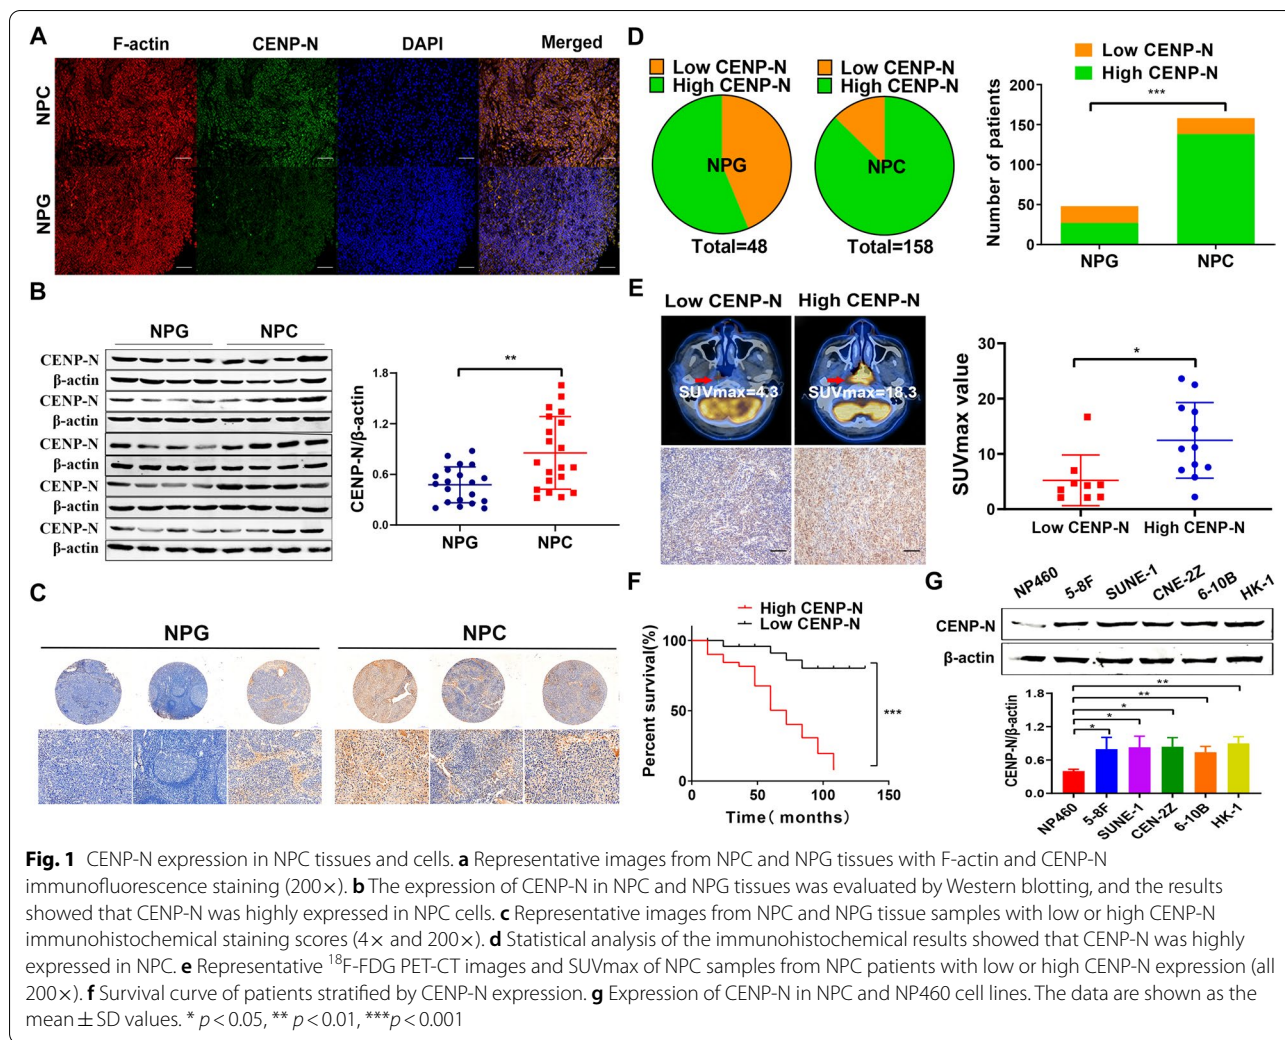 A
F-actin CENP-N DAPI Merged
NPC
NPG
B
NPG NPC
CENP-N
β-actin
CENP-N
β-actin
CENP-N
β-actin
CENP-N
β-actin
CENP-N
β-actin
CENP-N/β-actin
1.8
1.2
0.6
0.0
**
NPG NPC
C
NPG NPC
D
Low CENP-N
High CENP-N
NPG
Total=48
Low CENP-N
High CENP-N
NPC
Total=158
Low CENP-N
High CENP-N
Number of patients
200
150
100
50
0
***
NPG NPC
E
Low CENP-N High CENP-N
SUVmax=4.3 SUVmax=18.3
SUVmax value
30
20
10
0
*
Low CENP-N High CENP-N
F
High CENP-N
Low CENP-N
Percent survival(%)
100
50
0
***
0 50 100 150
Time( months)
G
NP460 5-8F SUNE-1 CNE-2Z 6-10B HK-1
CENP-N
β-actin
CENP-N/β-actin
1.8
1.2
0.6
0.0
**
**
*
*
*
NP460 5-8F SUNE-1 CEN-2Z 6-10B HK-1
Fig. 1 CENP-N expression in NPC tissues and cells. a Representative images from NPC and NPG tissues with F-actin and CENP-N
immunofluorescence staining (200×). b The expression of CENP-N in NPC and NPG tissues was evaluated by Western blotting, and the results
showed that CENP-N was highly expressed in NPC cells. c Representative images from NPC and NPG tissue samples with low or high CENP-N
immunohistochemical staining scores (4× and 200×). d Statistical analysis of the immunohistochemical results showed that CENP-N was highly
expressed in NPC. e Representative ¹⁸F-FDG PET-CT images and SUVmax of NPC samples from NPC patients with low or high CENP-N expression (all
200×). f Survival curve of patients stratified by CENP-N expression. g Expression of CENP-N in NPC and NP460 cell lines. The data are shown as the
mean ± SD values. * p < 0.05, ** p < 0.01, ***p < 0.001